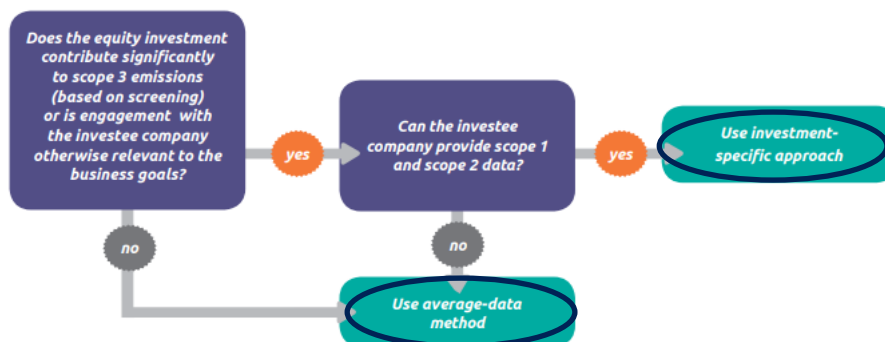 Does the equity investment
contribute significantly
to scope 3 emissions
(based on screening)
or is engagement with
the investee company
otherwise relevant to the
business goals?
yes
Can the investee
company provide scope 1
and scope 2 data?
yes
Use investment-
specific approach
no
no
Use average-data
method